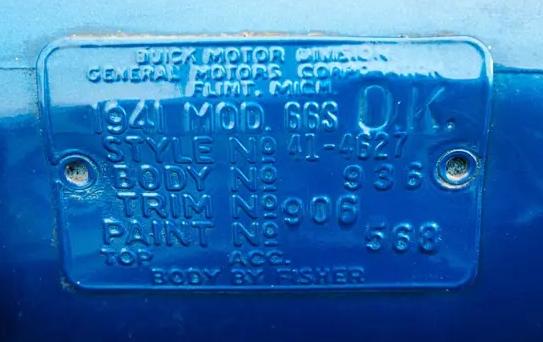 BUICK MOTOR DIVISION
GENERAL MOTORS CORPORATION
FLINT, MICH.
1941 MOD. 66S O.K.
STYLE Nº 41-4627
BODY Nº 936
TRIM Nº 906
PAINT Nº 568
TOP ACC.
BODY BY FISHER